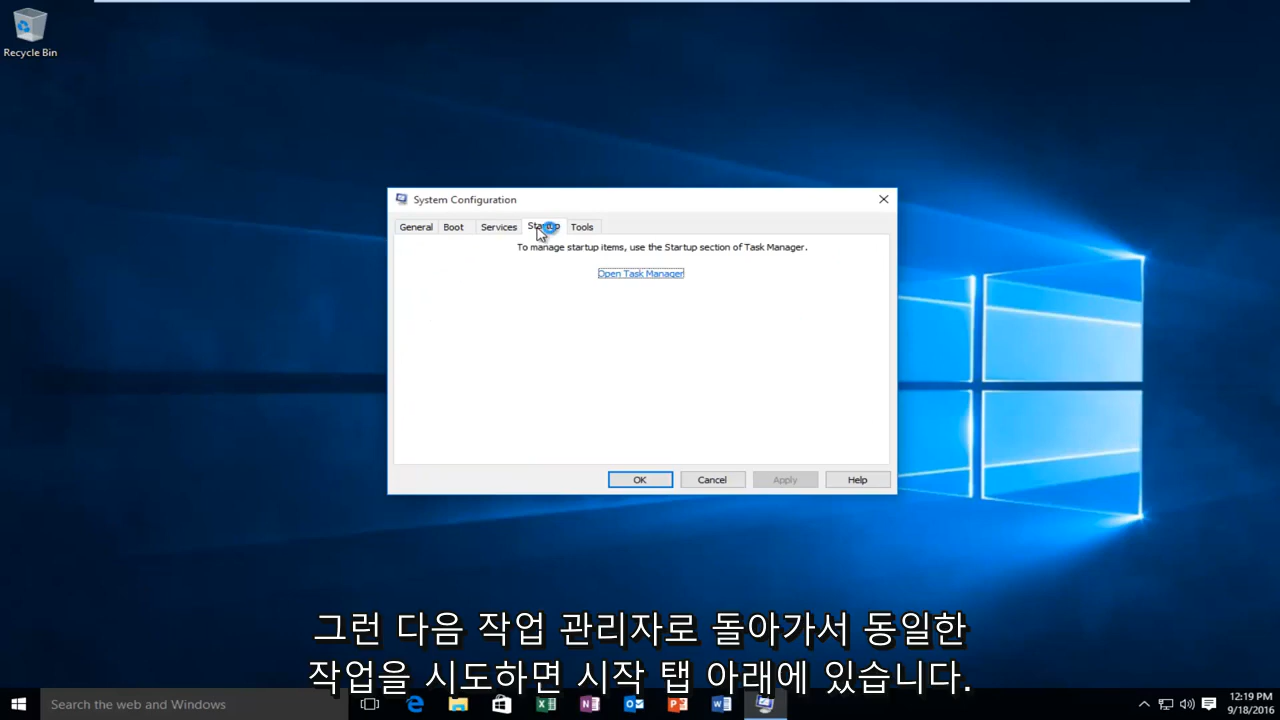 Recycle Bin
System Configuration
General Boot Services Startup Tools
To manage startup items, use the Startup section of Task Manager.
Open Task Manager
OK Cancel Apply Help
그런 다음 작업 관리자로 돌아가서 동일한
작업을 시도하면 시작 탭 아래에 있습니다.
Search the web and Windows
12:19 PM
9/18/2016